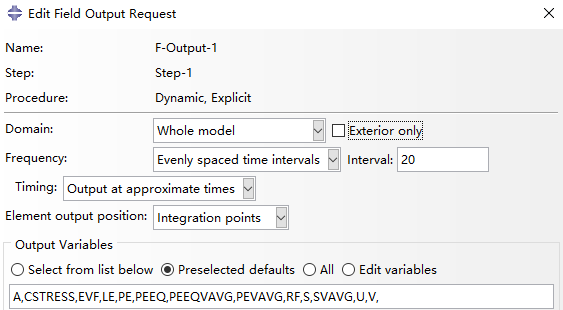 Edit Field Output Request
Name: F-Output-1
Step: Step-1
Procedure: Dynamic, Explicit
Domain: Whole model Exterior only
Frequency: Evenly spaced time intervals Interval: 20
Timing: Output at approximate times
Element output position: Integration points
Output Variables
Select from list below Preselected defaults All Edit variables
A,CSTRESS,EVF,LE,PE,PEEQ,PEEQVAVG,PEVAVG,RF,S,SVAVG,U,V,